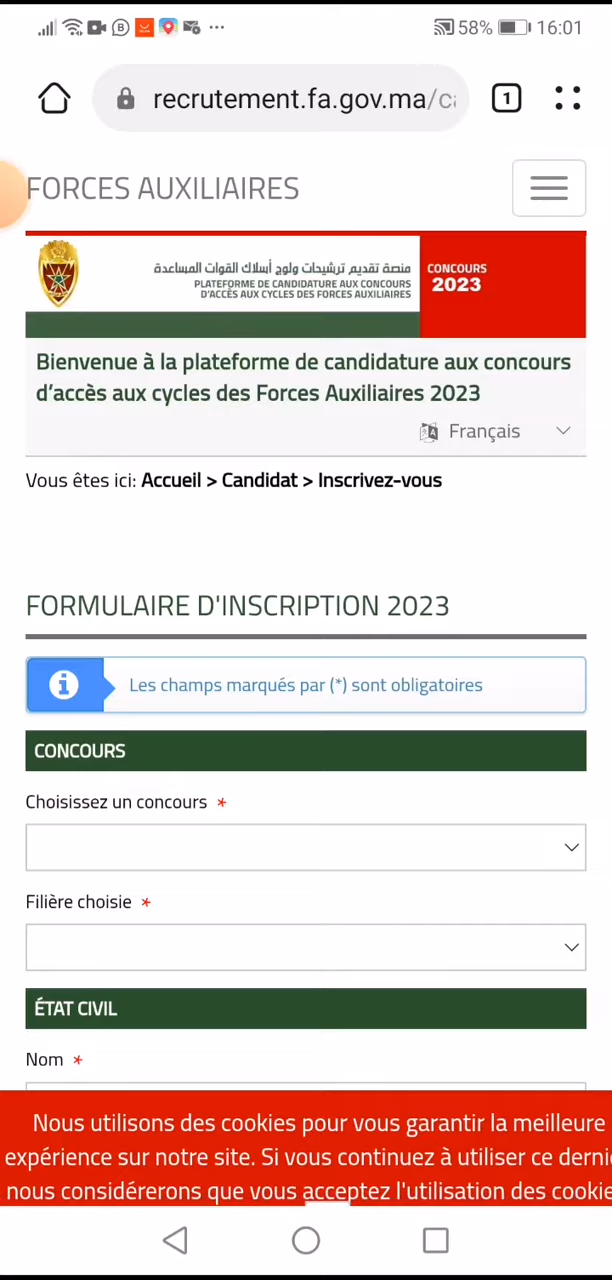 58% 16:01
recrutement.fa.gov.ma/ca
1
FORCES AUXILIAIRES
منصة تقديم ترشيحات ولوج أسلاك القوات المساعدة
PLATEFORME DE CANDIDATURE AUX CONCOURS
D'ACCÈS AUX CYCLES DES FORCES AUXILIAIRES
CONCOURS
2023
Bienvenue à la plateforme de candidature aux concours
d'accès aux cycles des Forces Auxiliaires 2023
Français
Vous êtes ici: Accueil > Candidat > Inscrivez-vous
FORMULAIRE D'INSCRIPTION 2023
Les champs marqués par (*) sont obligatoires
CONCOURS
Choisissez un concours *
Filière choisie *
ÉTAT CIVIL
Nom *
Nous utilisons des cookies pour vous garantir la meilleure
expérience sur notre site. Si vous continuez à utiliser ce derni
nous considérerons que vous acceptez l'utilisation des cookie